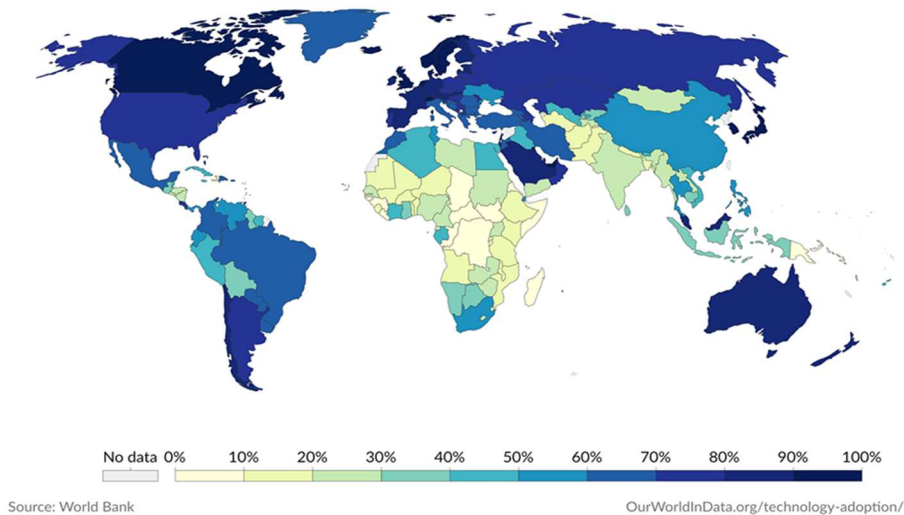 No data 0% 10% 20% 30% 40% 50% 60% 70% 80% 90% 100%
Source: World Bank OurWorldInData.org/technology-adoption/